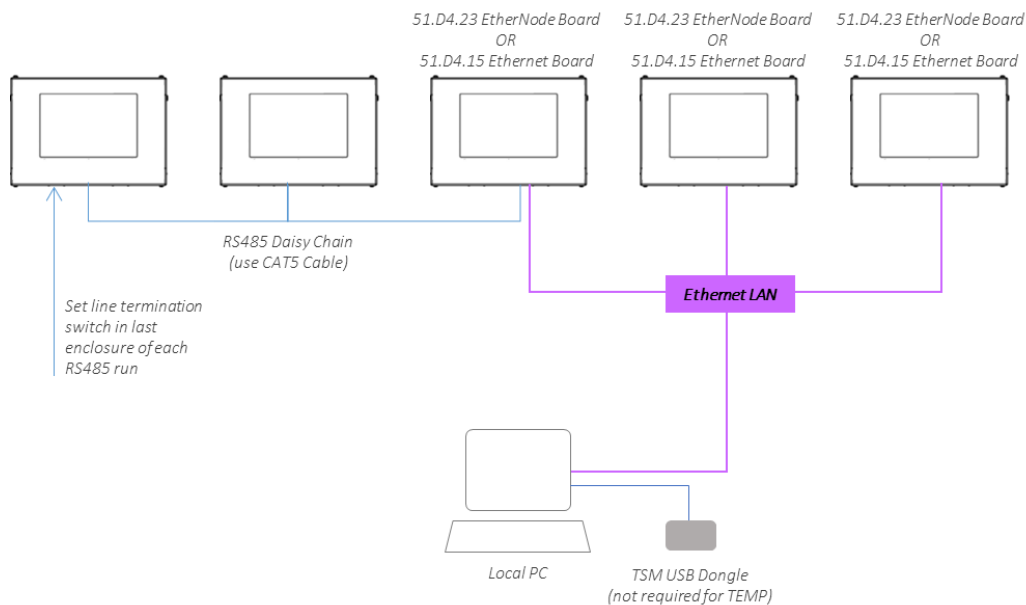 51.D4.23 EtherNode Board
OR
51.D4.15 Ethernet Board
51.D4.23 EtherNode Board
OR
51.D4.15 Ethernet Board
51.D4.23 EtherNode Board
OR
51.D4.15 Ethernet Board
RS485 Daisy Chain
(use CAT5 Cable)
Ethernet LAN
Set line termination
switch in last
enclosure of each
RS485 run
Local PC
TSM USB Dongle
(not required for TEMP)